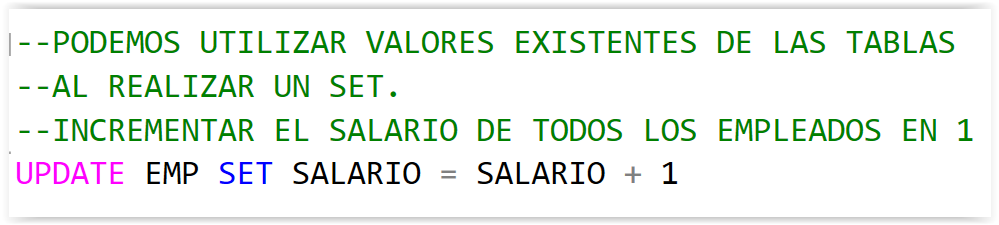 --PODEMOS UTILIZAR VALORES EXISTENTES DE LAS TABLAS
--AL REALIZAR UN SET.
--INCREMENTAR EL SALARIO DE TODOS LOS EMPLEADOS EN 1
UPDATE EMP SET SALARIO = SALARIO + 1